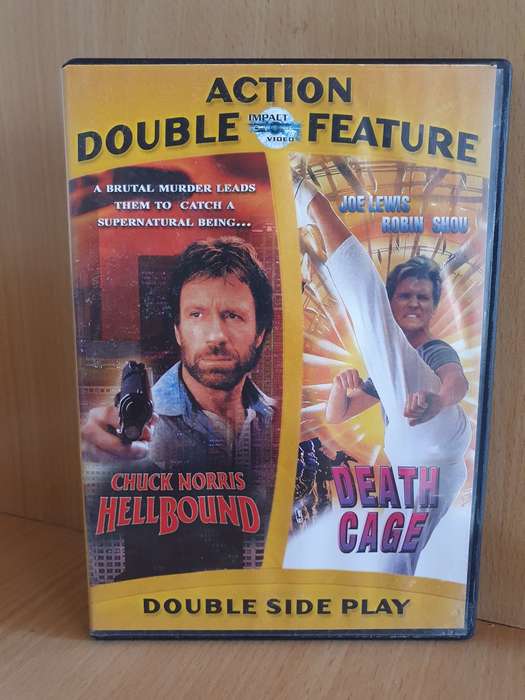 ACTION
DOUBLE FEATURE
IMPACT
VIDEO
A BRUTAL MURDER LEADS
THEM TO CATCH A
SUPERNATURAL BEING...
JOE LEWIS
ROBIN SHOU
CHUCK NORRIS
HELLBOUND
DEATH
CAGE
DOUBLE SIDE PLAY